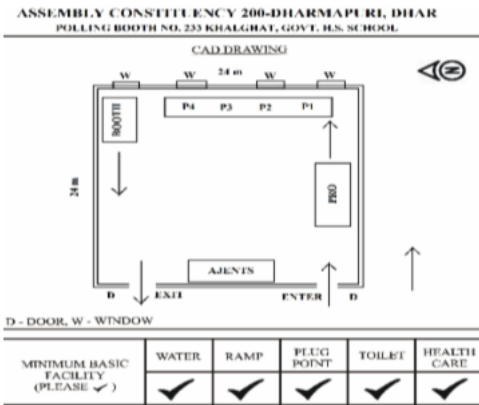 ASSEMBLY CONSTITUENCY 200-DHARMAPURI, DHAR
POLLING BOOTH NO. 233 KHALGHAT, GOVT. H.S. SCHOOL
CAD DRAWING
W W 24 m W W
N
BOOTH
P4 P3 P2 P1
24 m
PRO
AJENTS
D EXIT ENTER D
D - DOOR, W - WINDOW
MINIMUM BASIC FACILITY (PLEASE ✓) WATER RAMP PLUG POINT TOILET HEALTH CARE
✓ ✓ ✓ ✓ ✓